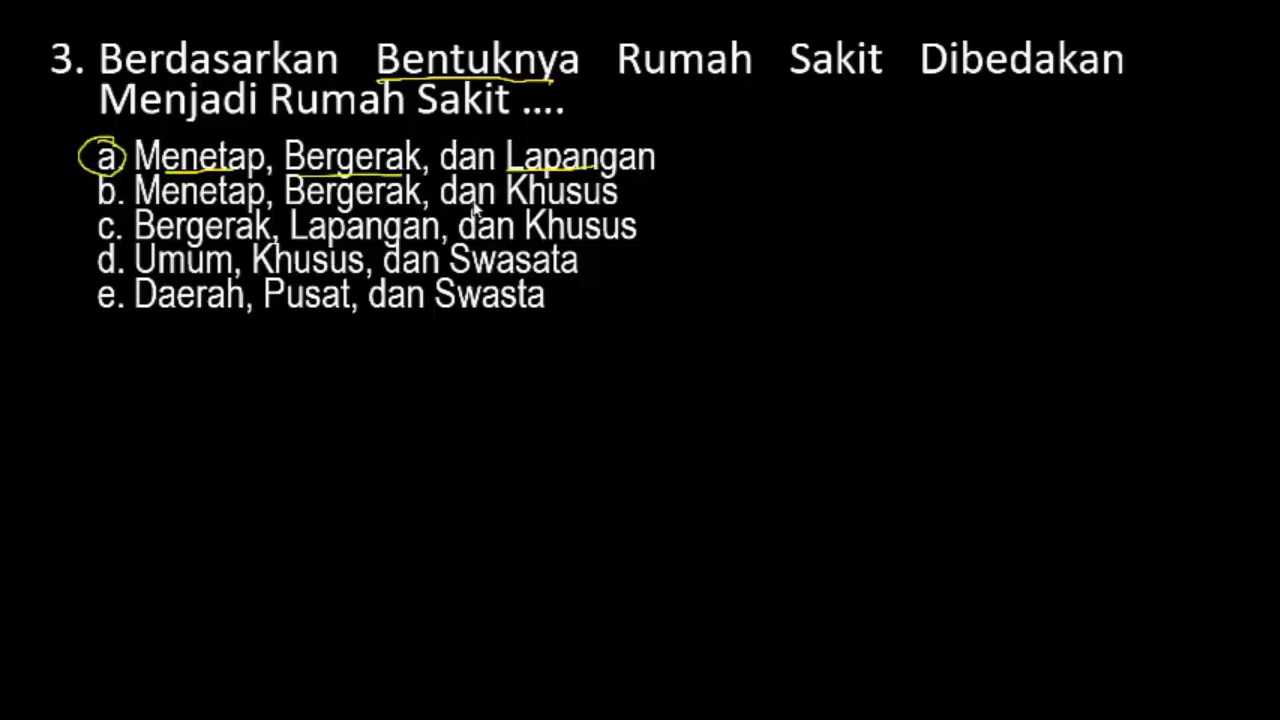 3. Berdasarkan Bentuknya Rumah Sakit Dibedakan
Menjadi Rumah Sakit ....
a. Menetap, Bergerak, dan Lapangan
b. Menetap, Bergerak, dan Khusus
c. Bergerak, Lapangan, dan Khusus
d. Umum, Khusus, dan Swasata
e. Daerah, Pusat, dan Swasta